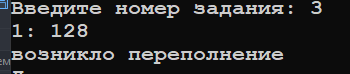 Введите номер задания: 3
1: 128
возникло переполнение